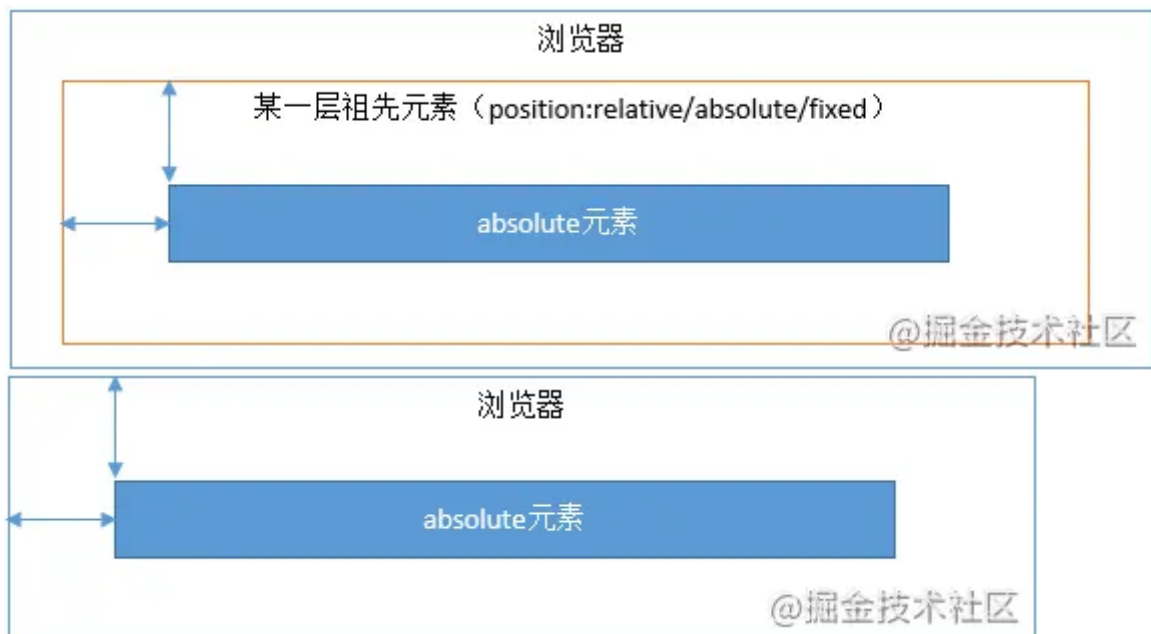 浏览器
某一层祖先元素（position:relative/absolute/fixed）
absolute元素
@掘金技术社区
浏览器
absolute元素
@掘金技术社区